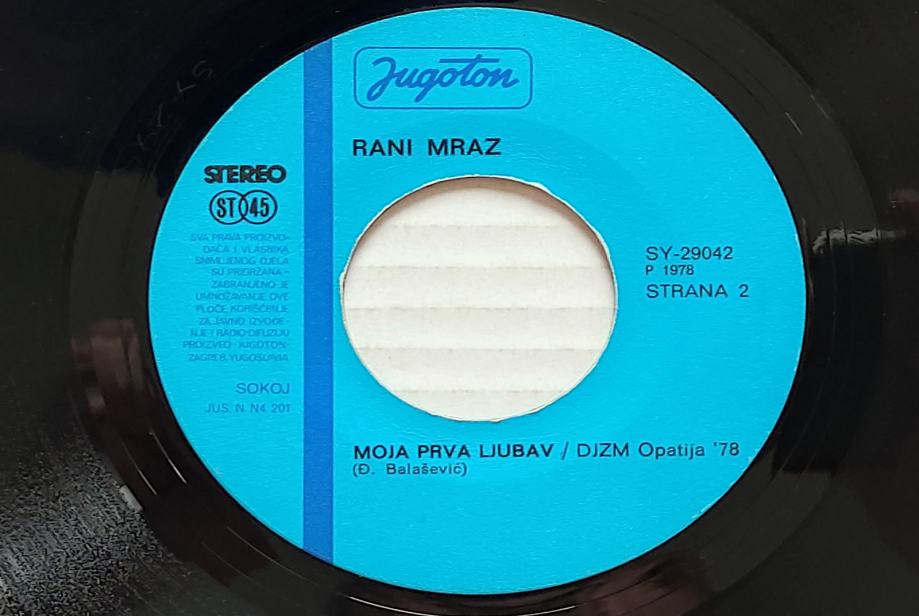 Jugoton
RANI MRAZ
STEREO
ST 45
SVA PRAVA PROIZVO-
ĐAČA I VLASNIKA
SNIMLJENOG DJELA
SU PRIDRŽANA -
ZABRANJENO JE
UMNOŽAVANJE OVE
PLOČE, KORIŠĆENJE
ZA JAVNO IZVOĐE-
NJE I RADIO-DIFUZIJU
PROIZVEO · JUGOTON ·
ZAGREB, YUGOSLAVIA
SOKOJ
JUS. N. N4 201
SY-29042
P 1978
STRANA 2
MOJA PRVA LJUBAV / DJZM Opatija '78
(Đ. Balašević)